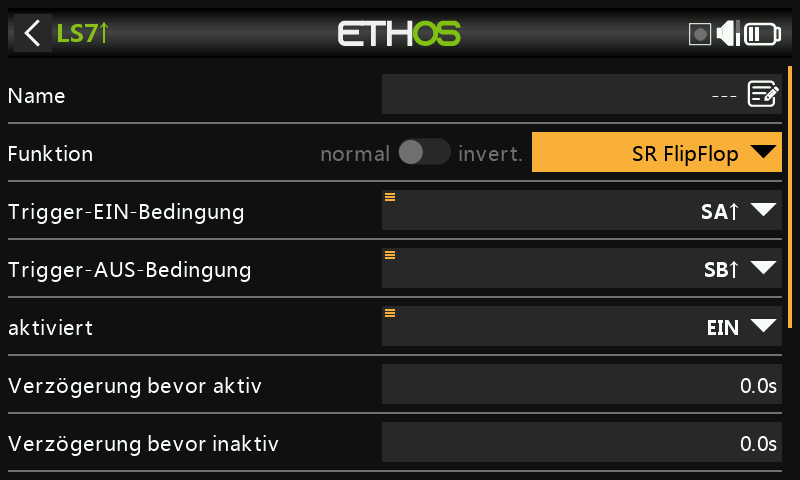 LS7↑ ETHOS
Name ---
Funktion normal invert. SR FlipFlop
Trigger-EIN-Bedingung SA↑
Trigger-AUS-Bedingung SB↑
aktiviert EIN
Verzögerung bevor aktiv 0.0s
Verzögerung bevor inaktiv 0.0s